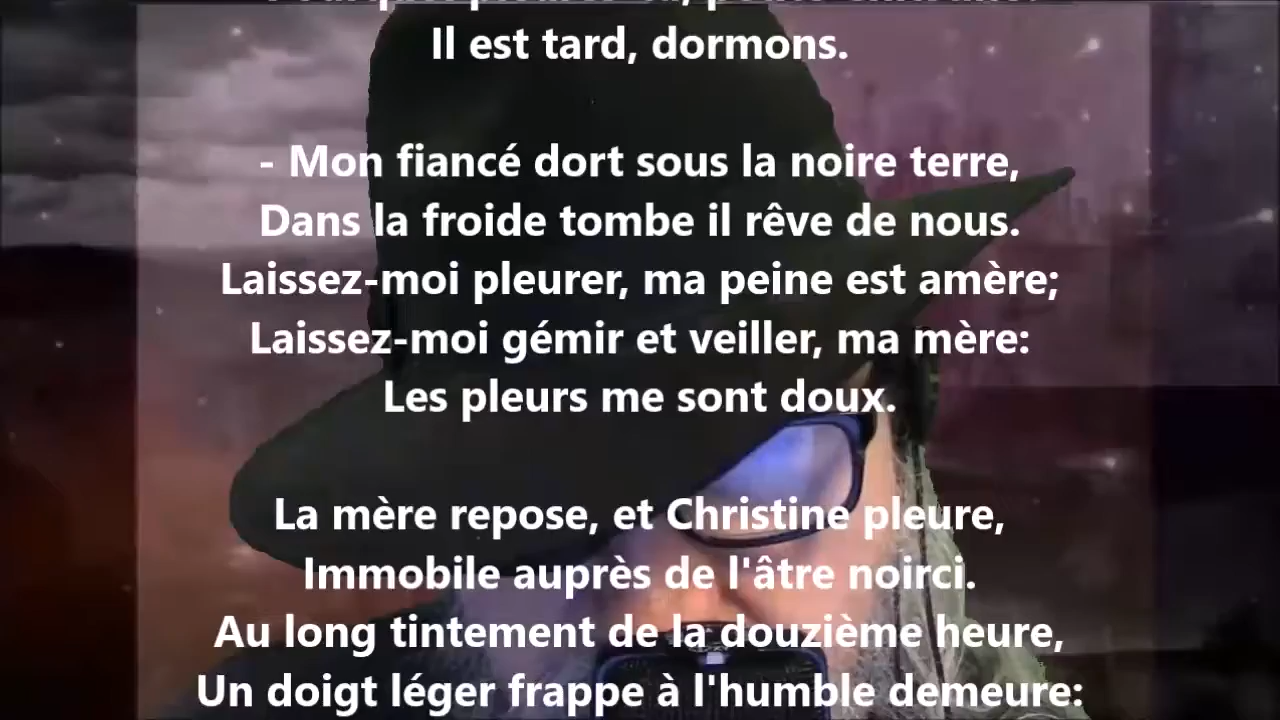 Il est tard, dormons.
- Mon fiancé dort sous la noire terre,
Dans la froide tombe il rêve de nous.
Laissez-moi pleurer, ma peine est amère;
Laissez-moi gémir et veiller, ma mère:
Les pleurs me sont doux.
La mère repose, et Christine pleure,
Immobile auprès de l'âtre noirci.
Au long tintement de la douzième heure,
Un doigt léger frappe à l'humble demeure: